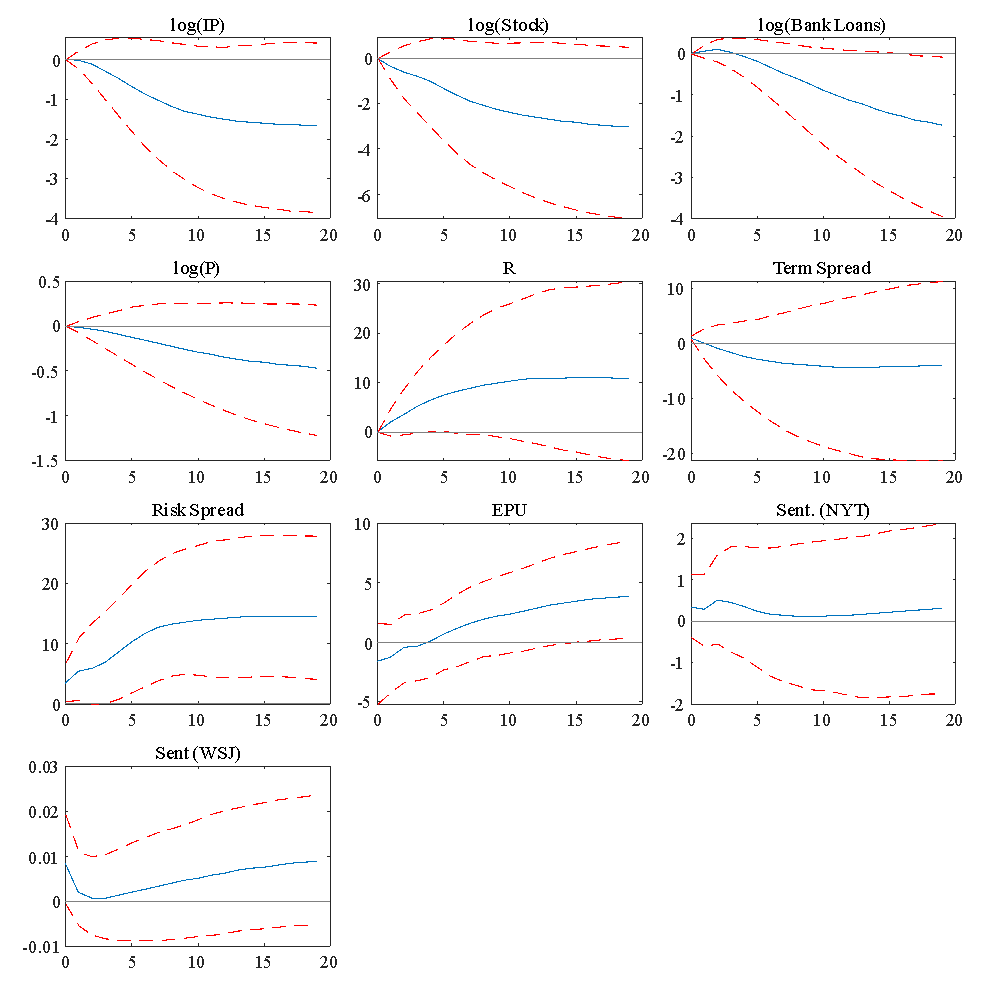 log(IP) log(Stock) log(Bank Loans)
0 0 0
-1 -2 -1
-2 -4 -2
-3 -6 -3
-4 -4
0 5 10 15 20 0 5 10 15 20 0 5 10 15 20
log(P) R Term Spread
0.5 30 10
0 20 0
-0.5 10 -10
-1 0 -20
-1.5
0 5 10 15 20 0 5 10 15 20 0 5 10 15 20
Risk Spread EPU Sent. (NYT)
30 10 2
20 5 1
10 0 0
0 -5 -1
-2
0 5 10 15 20 0 5 10 15 20 0 5 10 15 20
Sent (WSJ)
0.03
0.02
0.01
0
-0.01
0 5 10 15 20